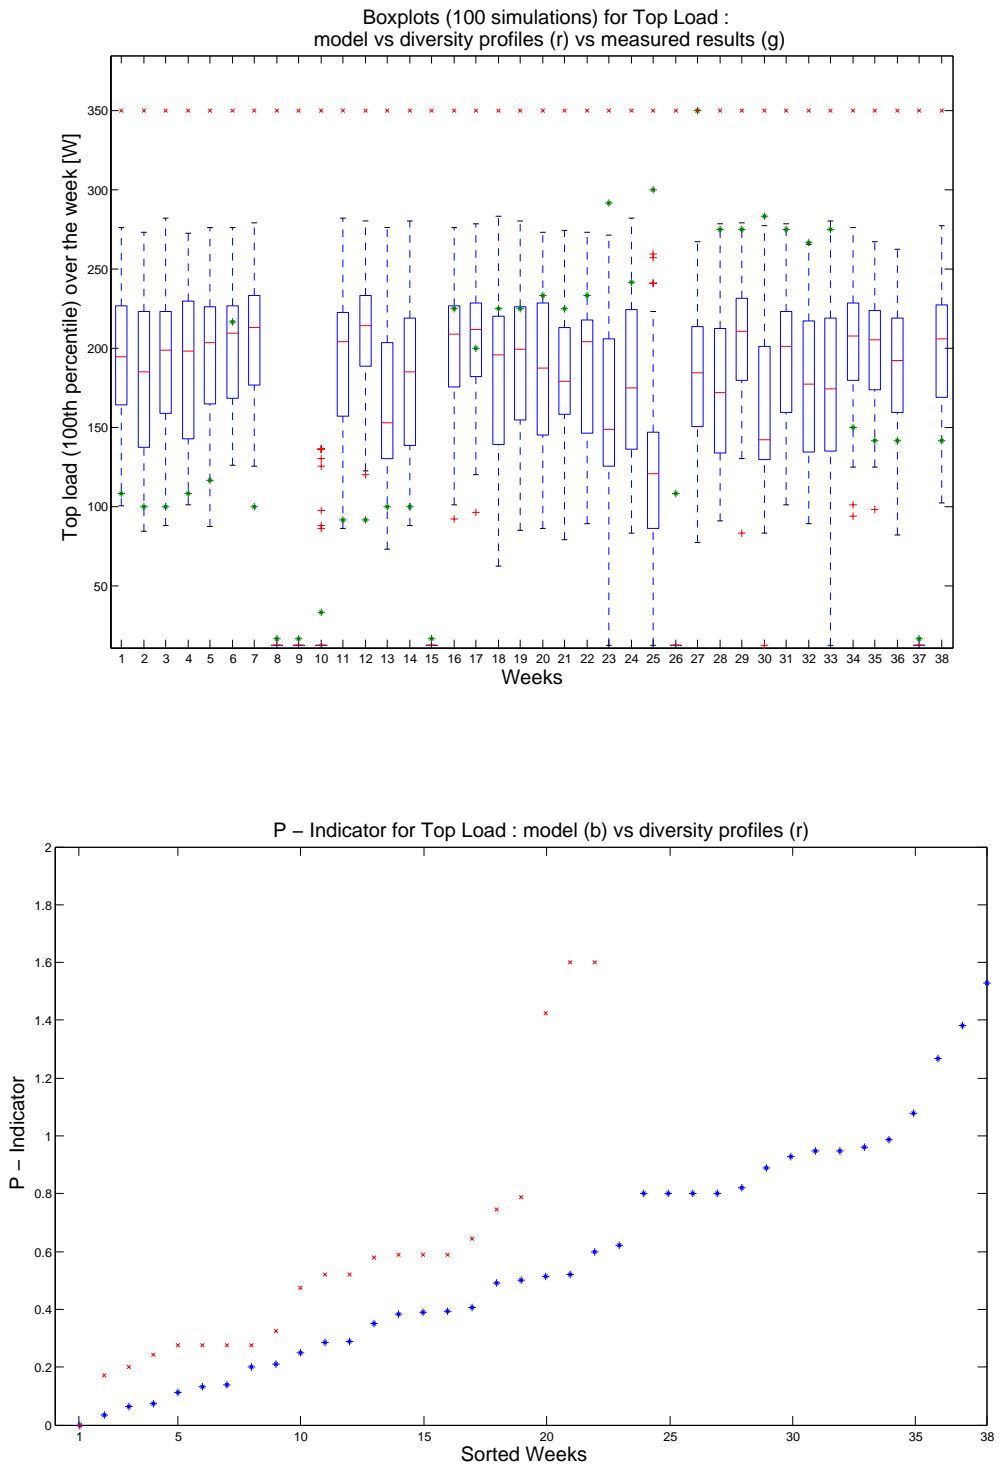 Boxplots (100 simulations) for Top Load :
model vs diversity profiles (r) vs measured results (g)
Top load (100th percentile) over the week [W]
350
300
250
200
150
100
50
1 2 3 4 5 6 7 8 9 10 11 12 13 14 15 16 17 18 19 20 21 22 23 24 25 26 27 28 29 30 31 32 33 34 35 36 37 38
Weeks
P – Indicator for Top Load : model (b) vs diversity profiles (r)
P – Indicator
2
1.8
1.6
1.4
1.2
1
0.8
0.6
0.4
0.2
0
1 5 10 15 20 25 30 35 38
Sorted Weeks